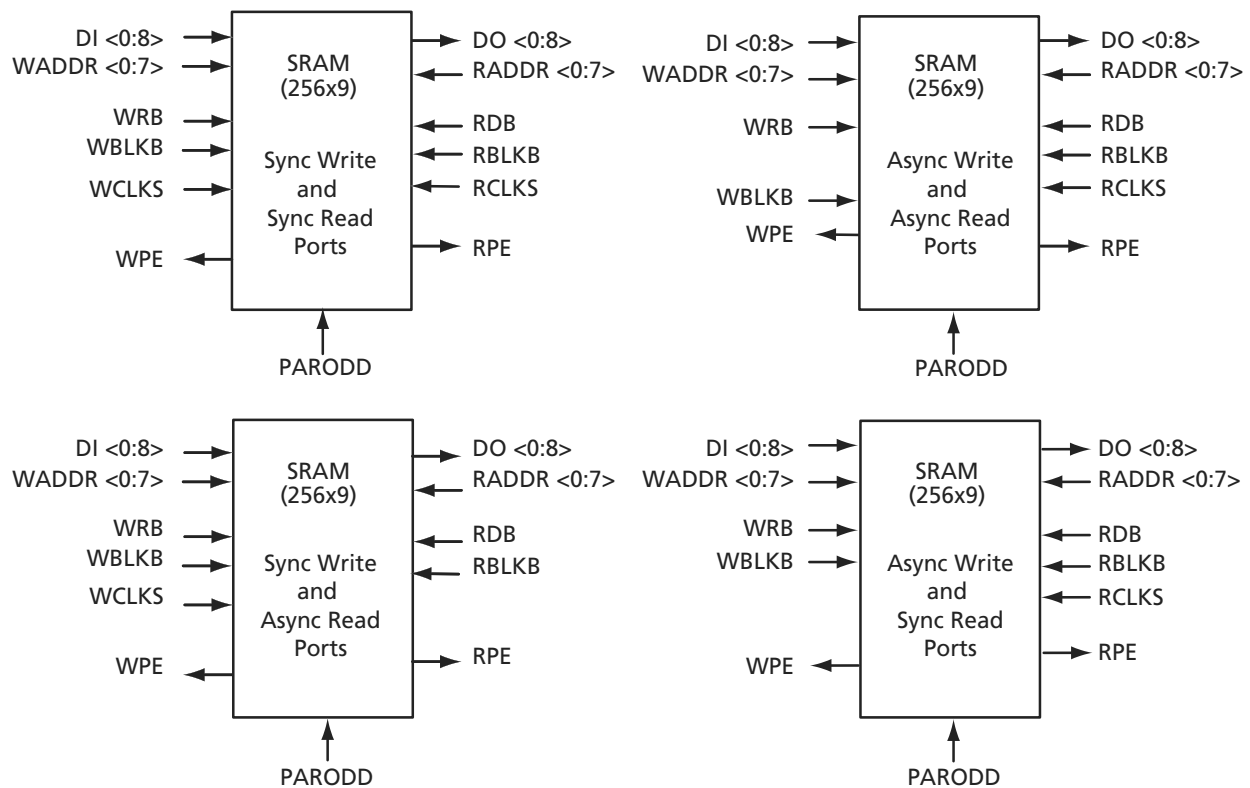 DI <0:8>
WADDR <0:7>
WRB
WBLKB
WCLKS
WPE
SRAM
(256x9)
Sync Write
and
Sync Read
Ports
DO <0:8>
RADDR <0:7>
RDB
RBLKB
RCLKS
RPE
PARODD
DI <0:8>
WADDR <0:7>
WRB
WBLKB
WPE
SRAM
(256x9)
Async Write
and
Async Read
Ports
DO <0:8>
RADDR <0:7>
RDB
RBLKB
RCLKS
RPE
PARODD
DI <0:8>
WADDR <0:7>
WRB
WBLKB
WCLKS
WPE
SRAM
(256x9)
Sync Write
and
Async Read
Ports
DO <0:8>
RADDR <0:7>
RDB
RBLKB
RPE
PARODD
DI <0:8>
WADDR <0:7>
WRB
WBLKB
WPE
SRAM
(256x9)
Async Write
and
Sync Read
Ports
DO <0:8>
RADDR <0:7>
RDB
RBLKB
RCLKS
RPE
PARODD